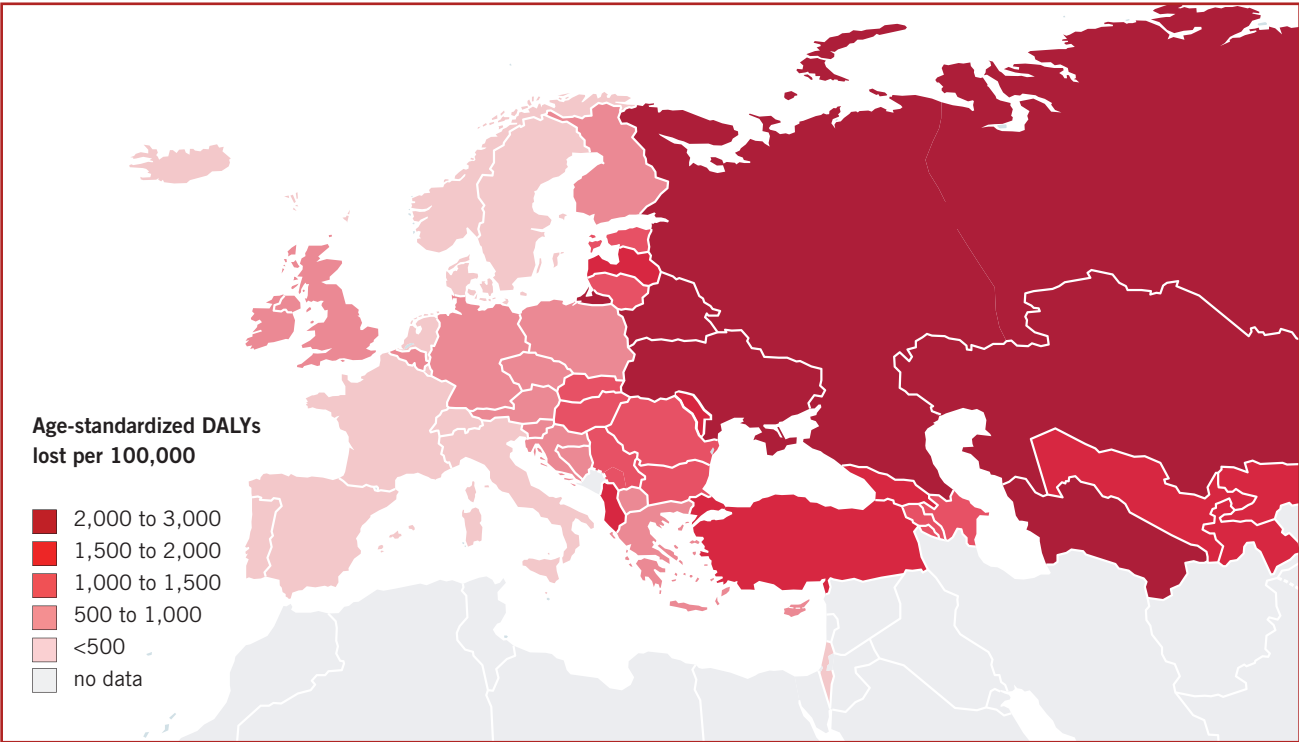 Age-standardized DALYs
lost per 100,000
2,000 to 3,000
1,500 to 2,000
1,000 to 1,500
500 to 1,000
<500
no data